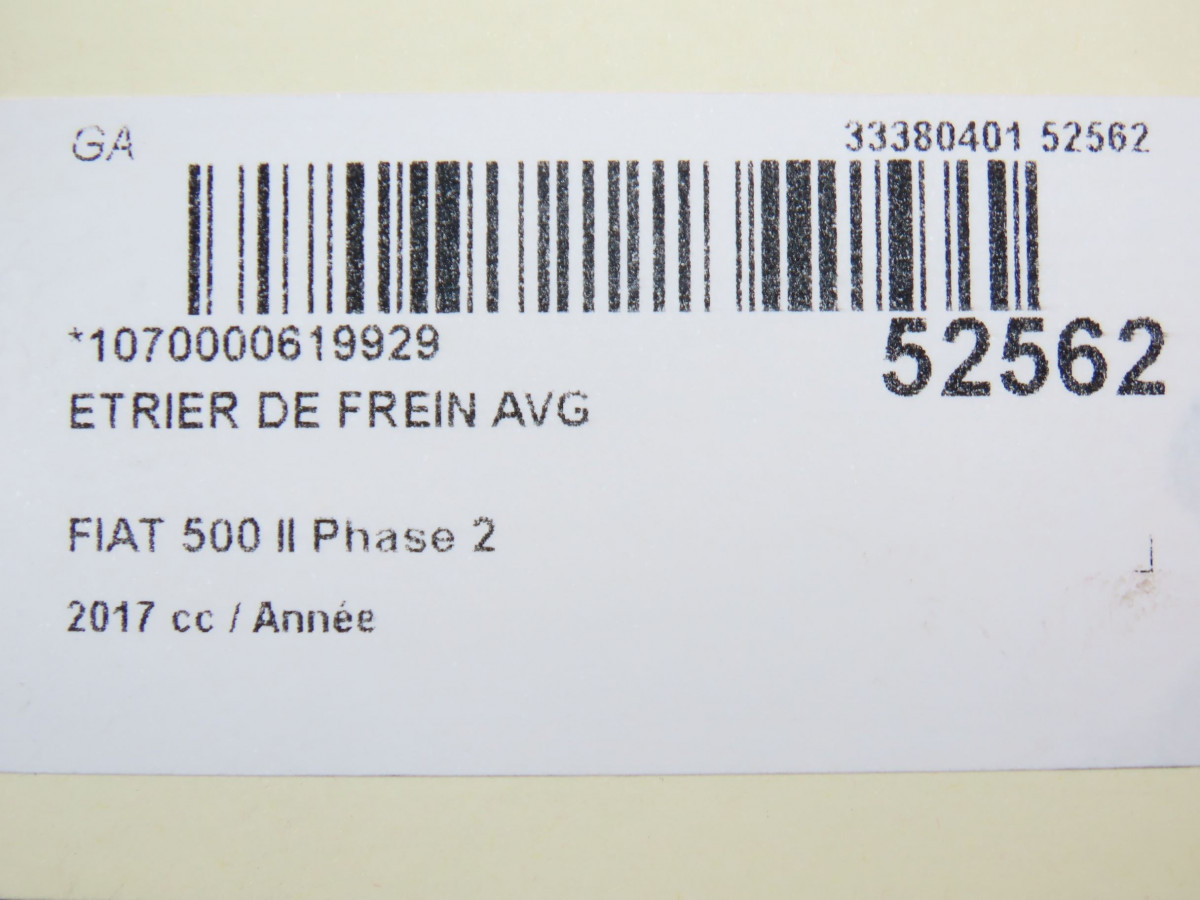 GA
33380401 52562
*1070000619929
52562
ETRIER DE FREIN AVG
FIAT 500 II Phase 2
2017 cc / Année